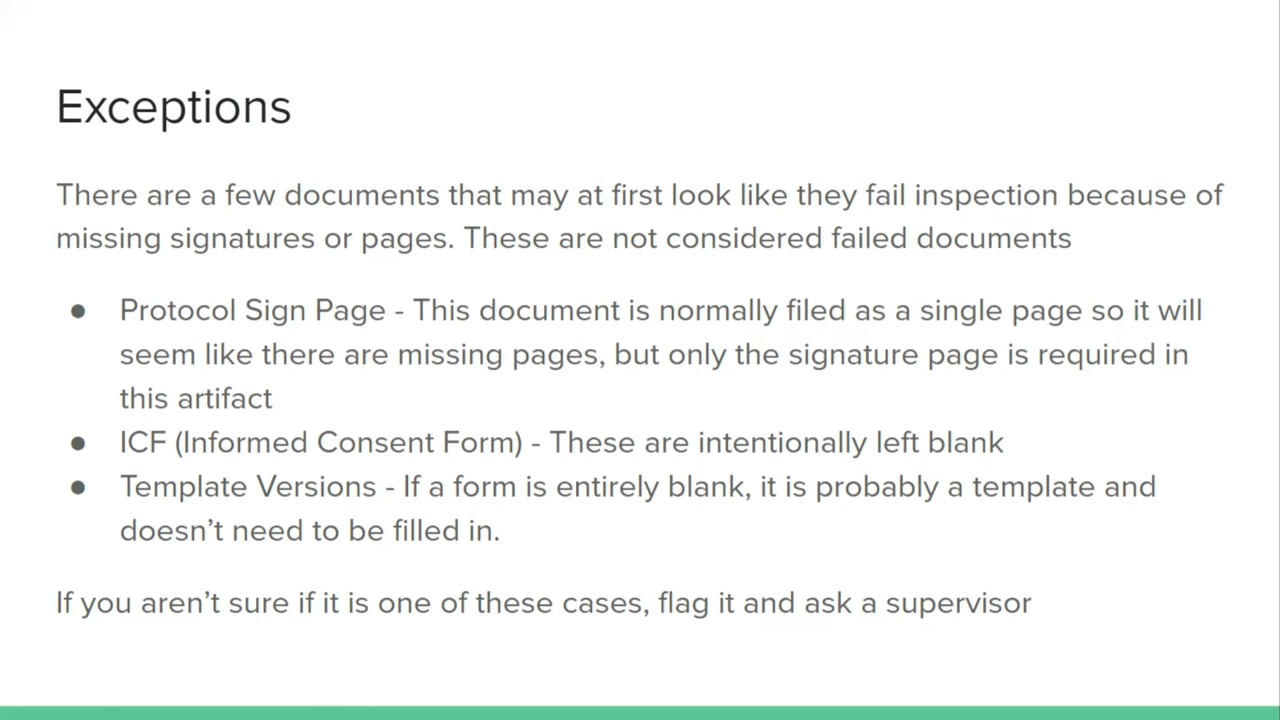 Exceptions
There are a few documents that may at first look like they fail inspection because of
missing signatures or pages. These are not considered failed documents
● Protocol Sign Page - This document is normally filed as a single page so it will
seem like there are missing pages, but only the signature page is required in
this artifact
● ICF (Informed Consent Form) - These are intentionally left blank
● Template Versions - If a form is entirely blank, it is probably a template and
doesn’t need to be filled in.
If you aren’t sure if it is one of these cases, flag it and ask a supervisor